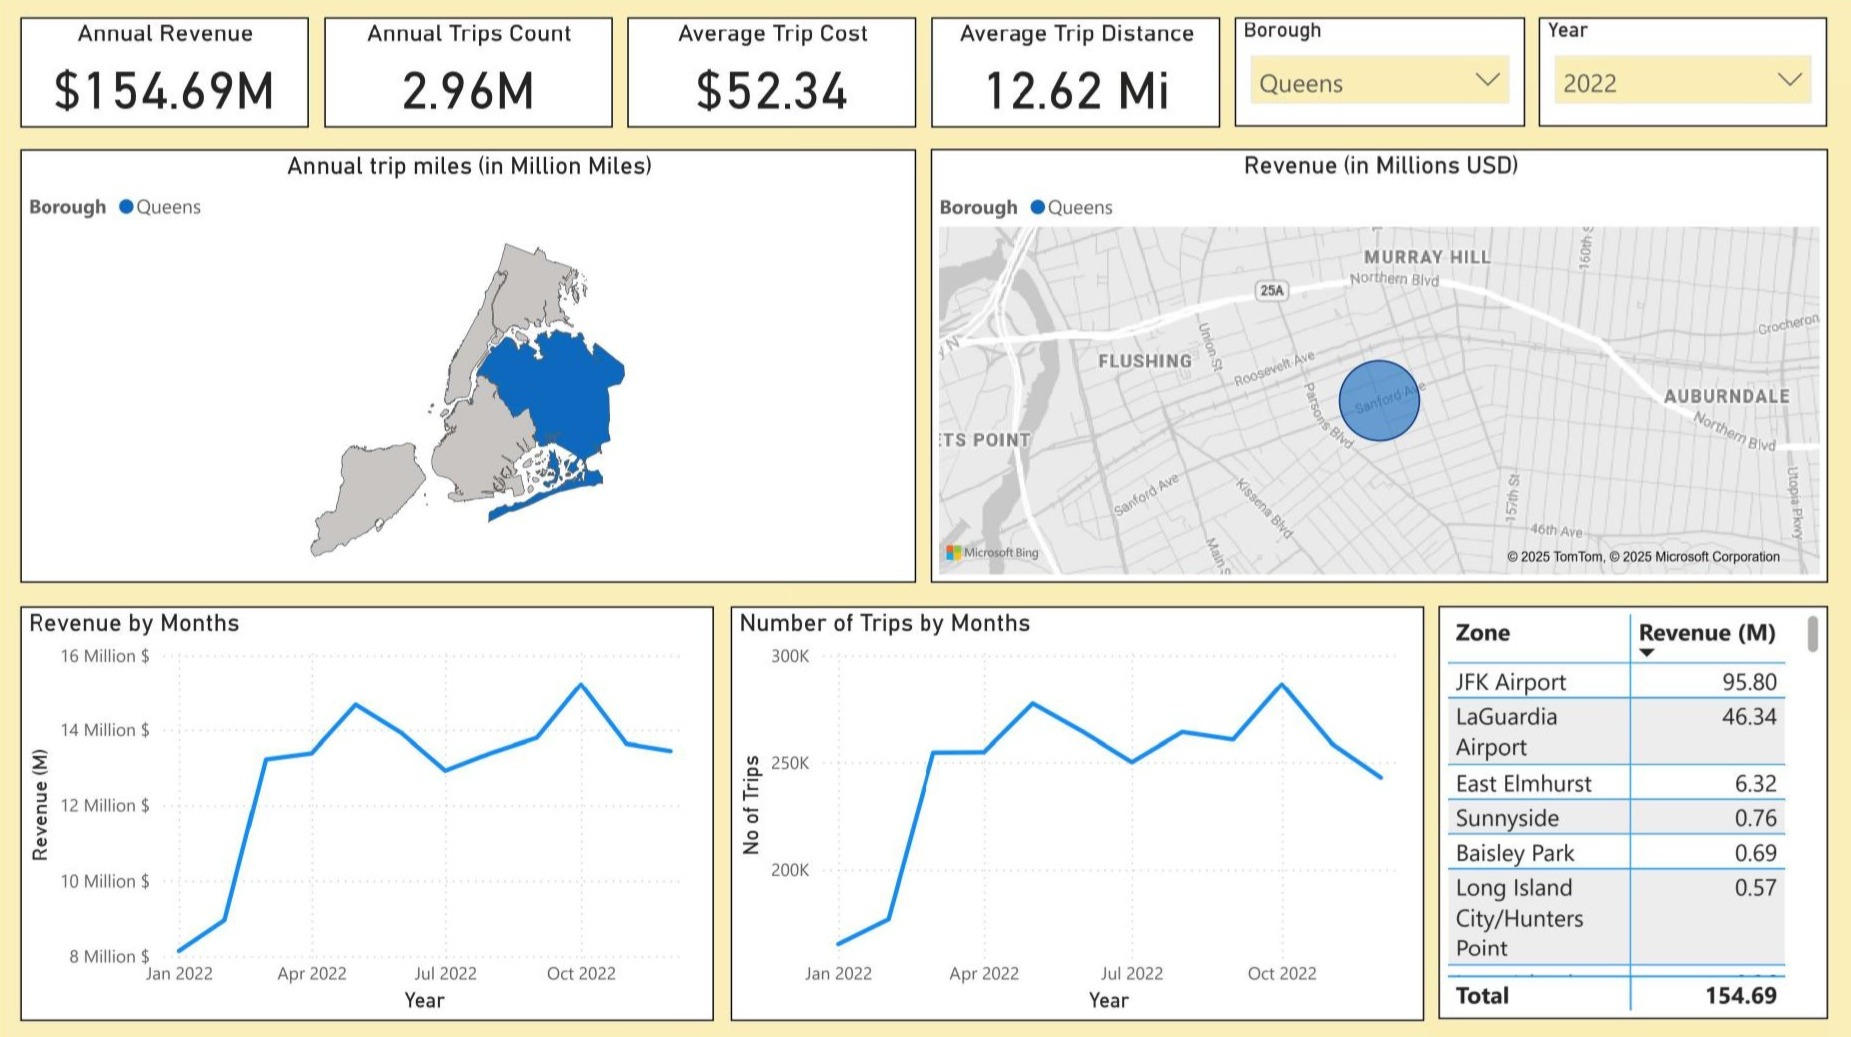 Annual Revenue
$154.69M
Annual Trips Count
2.96M
Average Trip Cost
$52.34
Average Trip Distance
12.62 Mi
Borough
Queens
Year
2022
Annual trip miles (in Million Miles)
Borough Queens
Revenue (in Millions USD)
Borough Queens
MURRAY HILL
Northern Blvd
160th S
25A
Crocheron
y N
Union St
FLUSHING
Roosevelt Ave
Sanford Ave
AUBURNDALE
Parsons Blvd
Northern Blvd
ETS POINT
Sanford Ave
Kissena Blvd
157th St
Utopia Pkwy
46th Ave
Main S
Microsoft Bing
© 2025 TomTom, © 2025 Microsoft Corporation
Revenue by Months
16 Million $
14 Million $
12 Million $
10 Million $
8 Million $
Revenue (M)
Jan 2022 Apr 2022 Jul 2022 Oct 2022
Year
Number of Trips by Months
300K
250K
200K
No of Trips
Jan 2022 Apr 2022 Jul 2022 Oct 2022
Year
Zone Revenue (M)
JFK Airport 95.80
LaGuardia 46.34
Airport
East Elmhurst 6.32
Sunnyside 0.76
Baisley Park 0.69
Long Island 0.57
City/Hunters
Point
Total 154.69